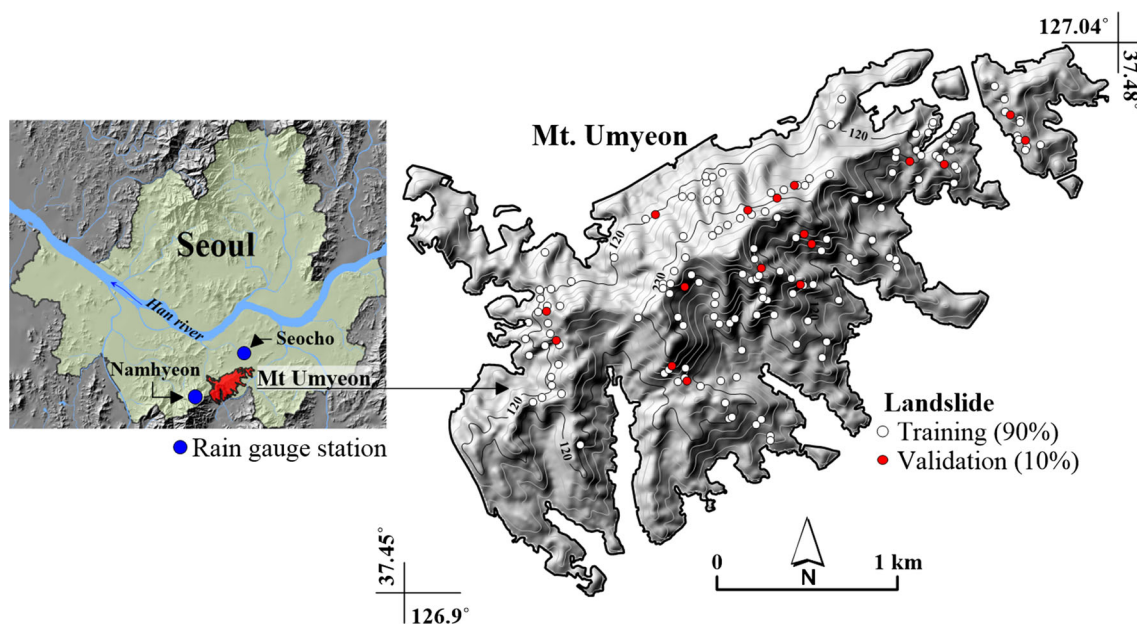 127.04°
37.48°
Mt. Umyeon
120
Seoul
120
230
Han river
Seocho
Namhyeon
Mt Umyeon
120
120
Rain gauge station
Landslide
Training (90%)
Validation (10%)
37.45°
126.9°
0 1 km
N